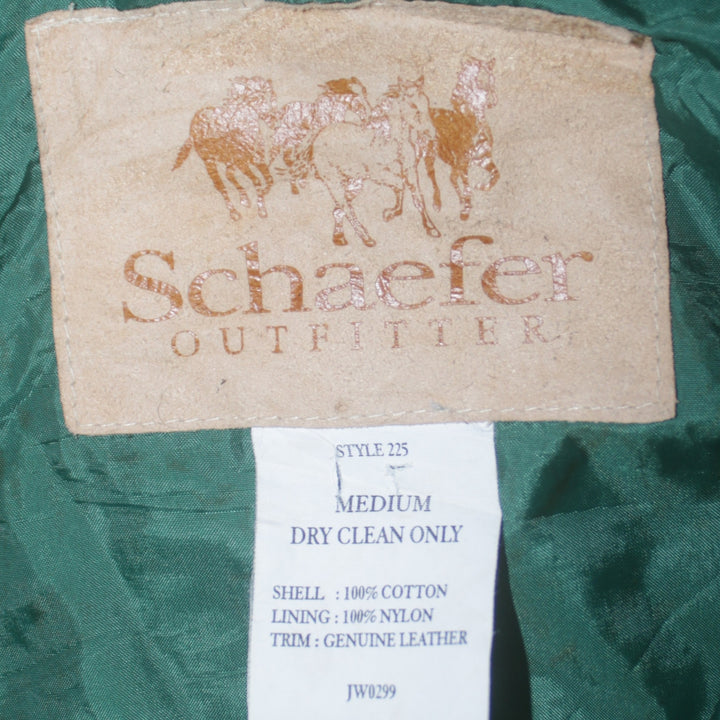 Schaefer
OUTFITTER
STYLE 225
MEDIUM
DRY CLEAN ONLY
SHELL : 100% COTTON
LINING : 100% NYLON
TRIM : GENUINE LEATHER
JW0299